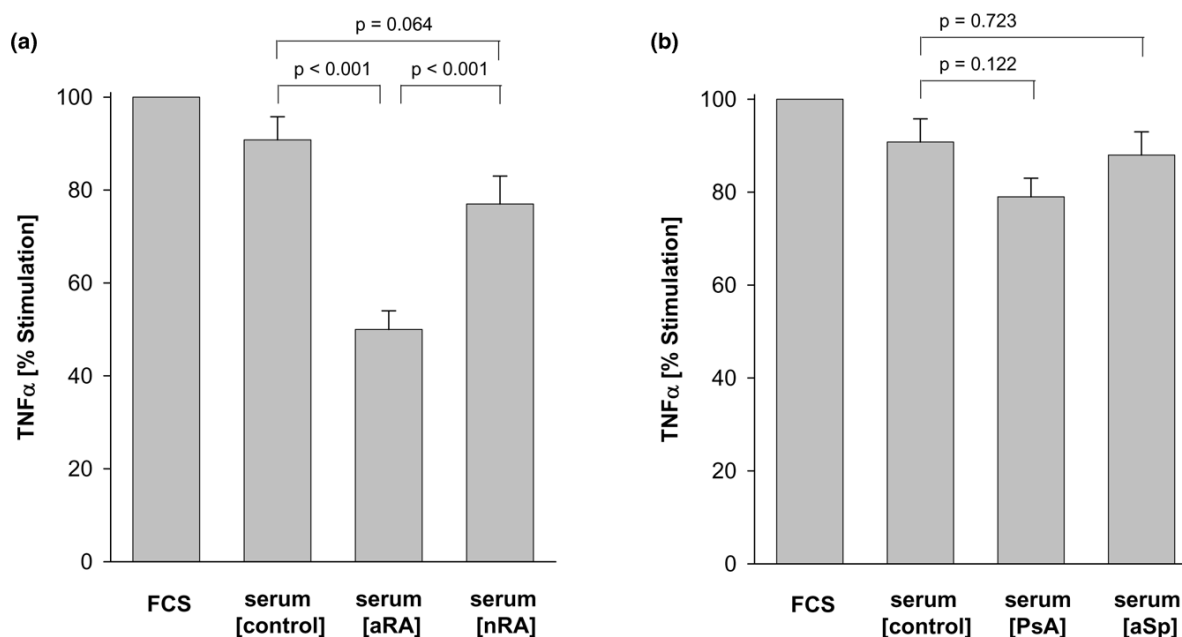 (a)
p = 0.064
p < 0.001
p < 0.001
TNFα [% Stimulation]
100
80
60
40
20
0
FCS
serum
[control]
serum
[aRA]
serum
[nRA]
(b)
p = 0.723
p = 0.122
TNFα [% Stimulation]
100
80
60
40
20
0
FCS
serum
[control]
serum
[PsA]
serum
[aSp]